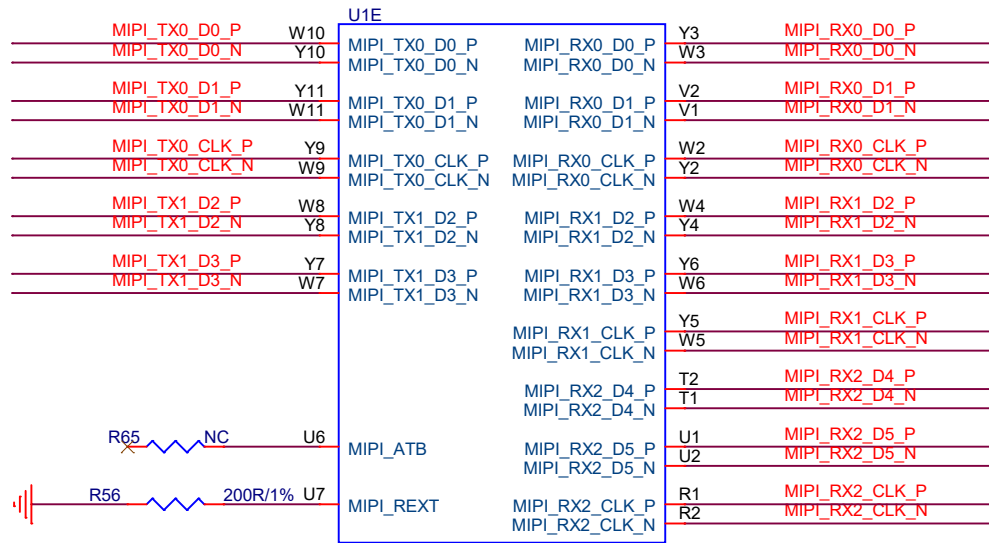 U1E
MIPI_TX0_D0_P W10 MIPI_TX0_D0_P MIPI_RX0_D0_P Y3 MIPI_RX0_D0_P
MIPI_TX0_D0_N Y10 MIPI_TX0_D0_N MIPI_RX0_D0_N W3 MIPI_RX0_D0_N
MIPI_TX0_D1_P Y11 MIPI_TX0_D1_P MIPI_RX0_D1_P V2 MIPI_RX0_D1_P
MIPI_TX0_D1_N W11 MIPI_TX0_D1_N MIPI_RX0_D1_N V1 MIPI_RX0_D1_N
MIPI_TX0_CLK_P Y9 MIPI_TX0_CLK_P MIPI_RX0_CLK_P W2 MIPI_RX0_CLK_P
MIPI_TX0_CLK_N W9 MIPI_TX0_CLK_N MIPI_RX0_CLK_N Y2 MIPI_RX0_CLK_N
MIPI_TX1_D2_P W8 MIPI_TX1_D2_P MIPI_RX1_D2_P W4 MIPI_RX1_D2_P
MIPI_TX1_D2_N Y8 MIPI_TX1_D2_N MIPI_RX1_D2_N Y4 MIPI_RX1_D2_N
MIPI_TX1_D3_P Y7 MIPI_TX1_D3_P MIPI_RX1_D3_P Y6 MIPI_RX1_D3_P
MIPI_TX1_D3_N W7 MIPI_TX1_D3_N MIPI_RX1_D3_N W6 MIPI_RX1_D3_N
MIPI_RX1_CLK_P Y5 MIPI_RX1_CLK_P
MIPI_RX1_CLK_N W5 MIPI_RX1_CLK_N
MIPI_RX2_D4_P T2 MIPI_RX2_D4_P
MIPI_RX2_D4_N T1 MIPI_RX2_D4_N
R65 NC U6 MIPI_ATB MIPI_RX2_D5_P U1 MIPI_RX2_D5_P
MIPI_RX2_D5_N U2 MIPI_RX2_D5_N
R56 200R/1% U7 MIPI_REXT MIPI_RX2_CLK_P R1 MIPI_RX2_CLK_P
MIPI_RX2_CLK_N R2 MIPI_RX2_CLK_N